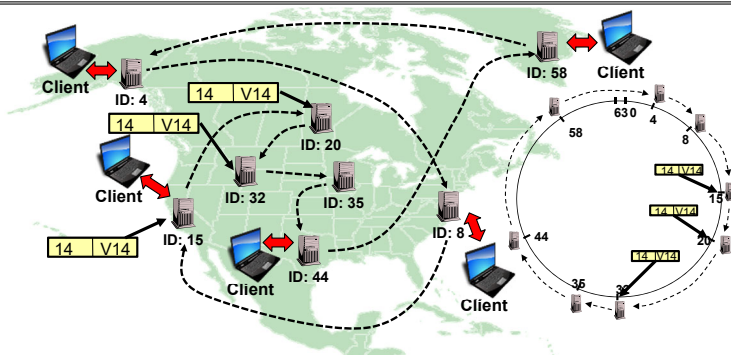 Client
ID: 4
ID: 58
Client
14 V14
14 V14
ID: 20
Client
ID: 32
ID: 35
ID: 15
14 V14
Client
ID: 44
ID: 8
Client
63 0
4
8
58
14 V14
15
14 V14
20
44
14 V14
35
32